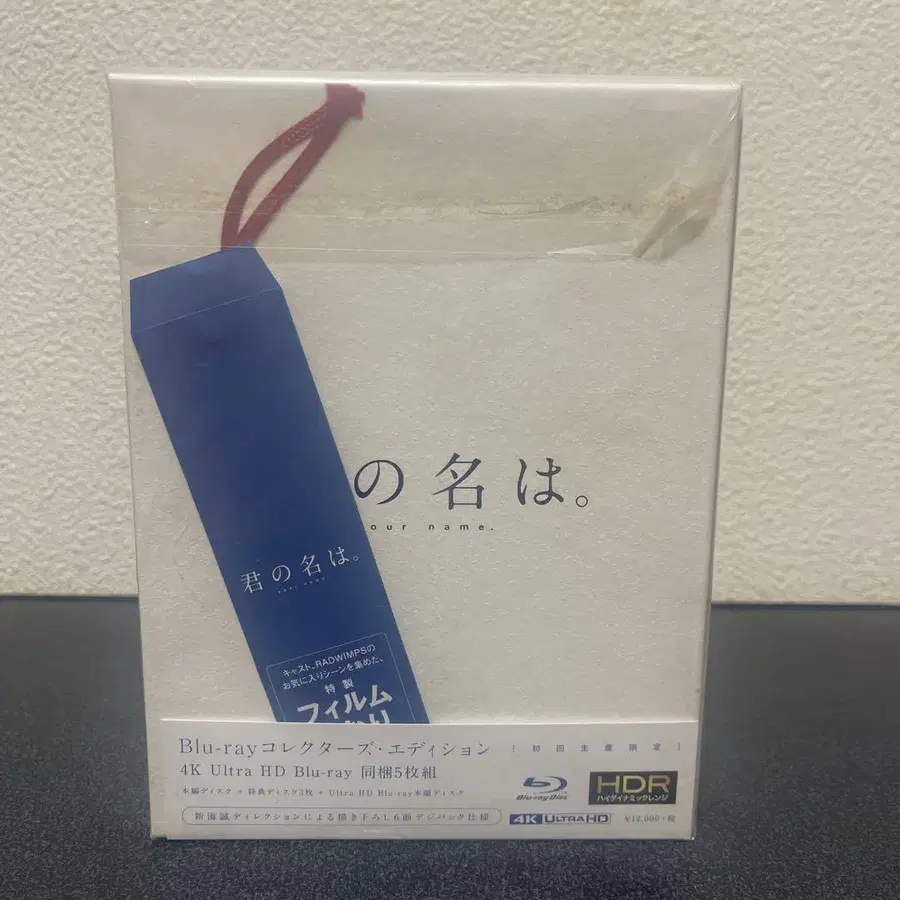 の名は。
our name.
君の名は。
your name.
キャスト、RADWIMPSの
お気に入りシーンを集めた、
特製
フィルム
Blu-rayコレクターズ・エディション
[初回生産限定]
4K Ultra HD Blu-ray 同梱5枚組
本編ディスク + 特典ディスク3枚 + Ultra HD Blu-ray本編ディスク
Blu-ray Disc
HDR
ハイダイナミックレンジ
新海誠ディレクションによる描き下ろし6面デジパック仕様
4K ULTRA HD
¥12,000+税